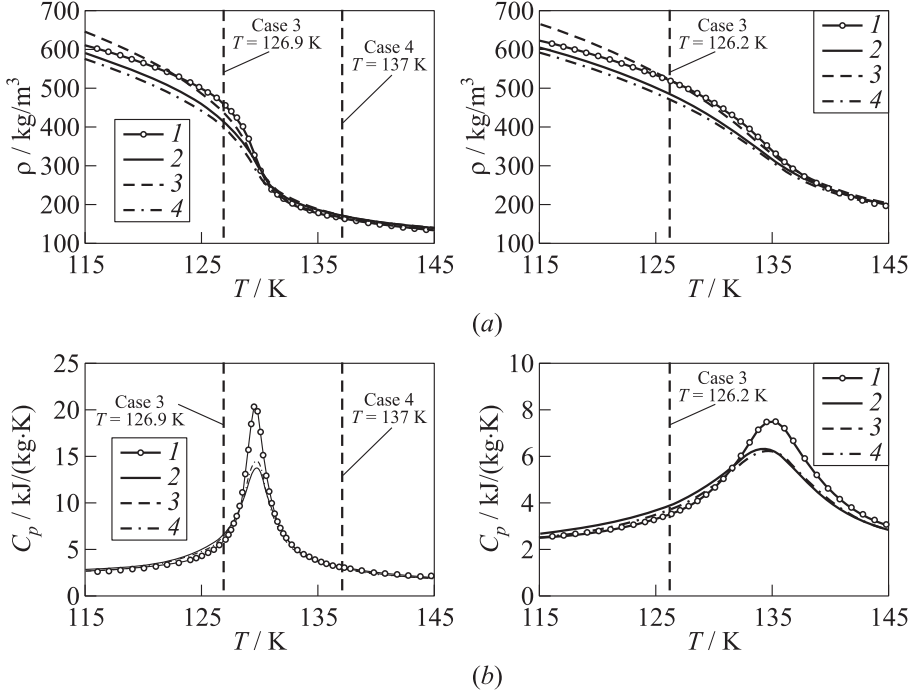 700
600
500
400
300
200
100
ρ / kg/m³
Case 3
T = 126.9 K
Case 4
T = 137 K
1
2
3
4
115
125
135
145
T / K
700
600
500
400
300
200
100
ρ / kg/m³
Case 3
T = 126.2 K
1
2
3
4
115
125
135
145
T / K
(a)
25
20
15
10
5
0
Cp / kJ/(kg·K)
Case 3
T = 126.9 K
Case 4
T = 137 K
1
2
3
4
115
125
135
145
T / K
10
8
6
4
2
0
Cp / kJ/(kg·K)
Case 3
T = 126.2 K
1
2
3
4
115
125
135
145
T / K
(b)